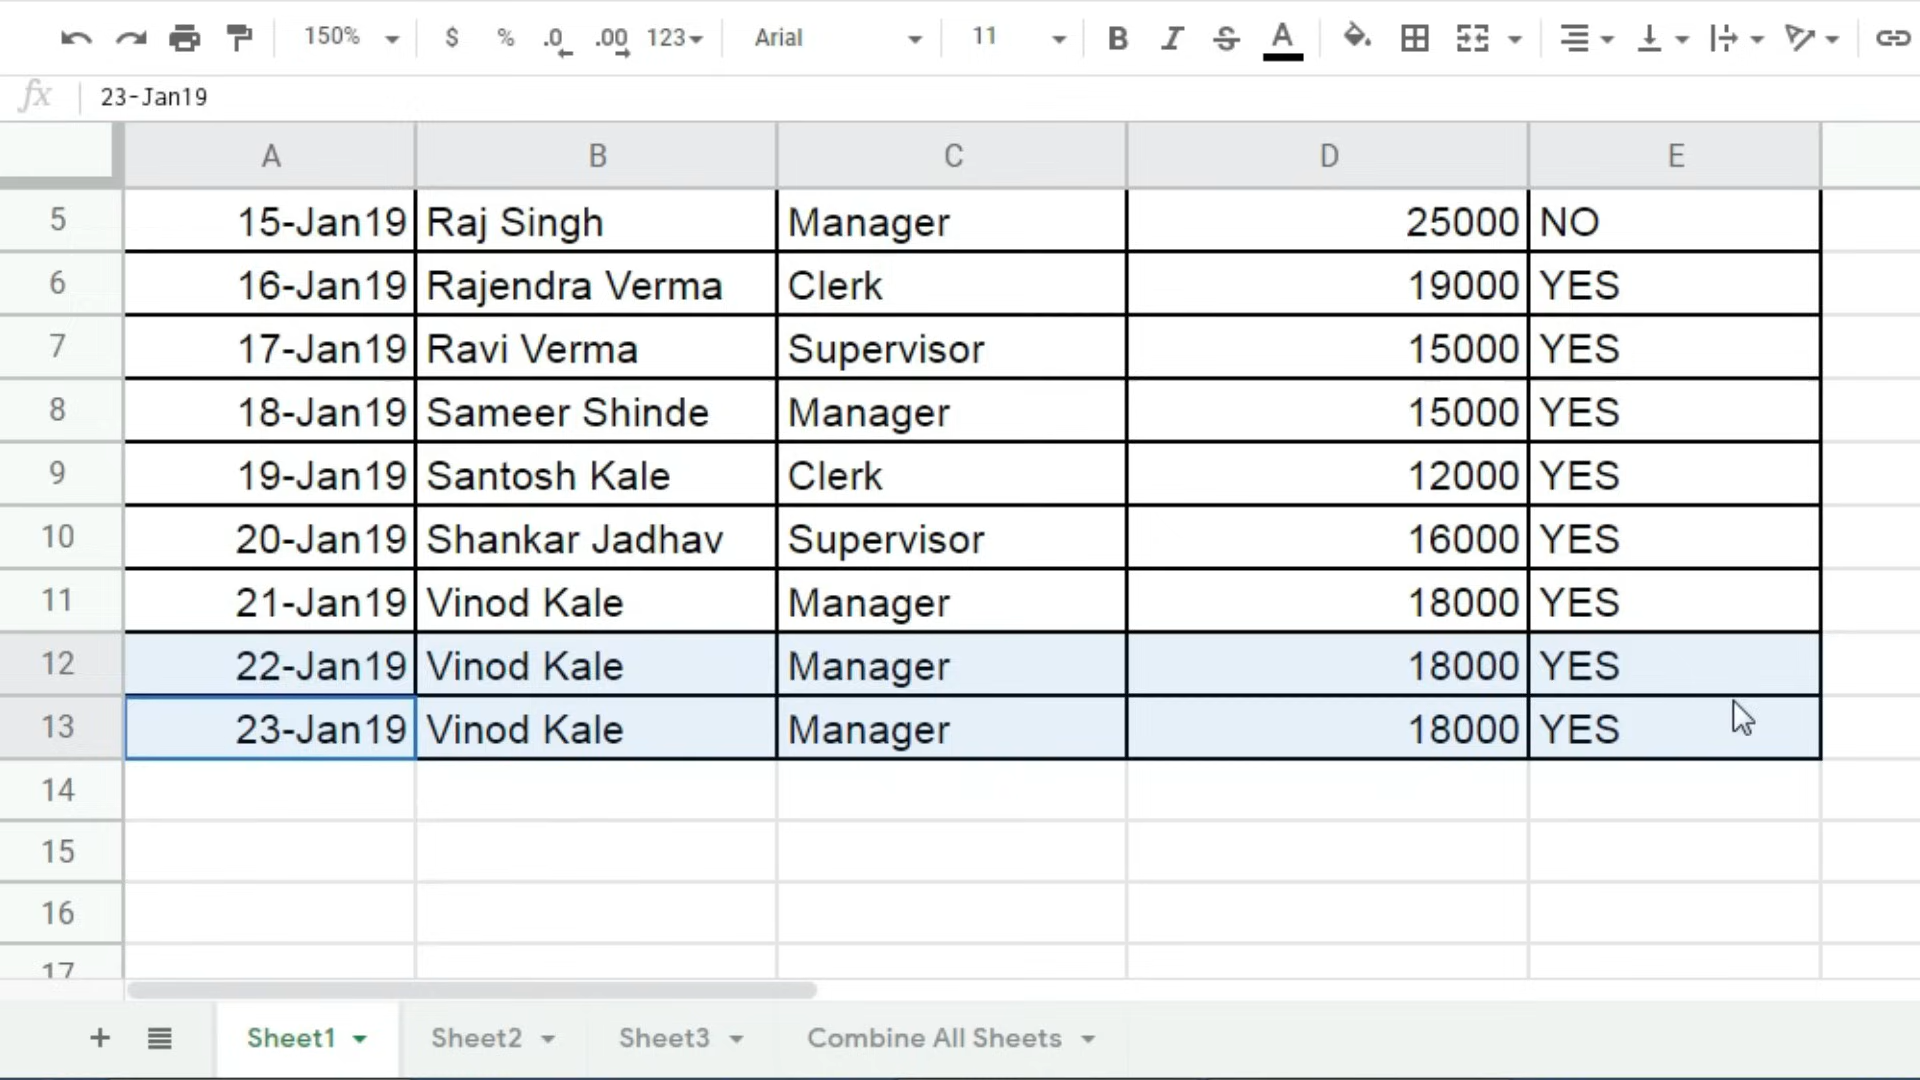 150% $ % .0 .00 123 Arial 11 B I S A
fx 23-Jan19
A B C D E
5 15-Jan19 Raj Singh Manager 25000 NO
6 16-Jan19 Rajendra Verma Clerk 19000 YES
7 17-Jan19 Ravi Verma Supervisor 15000 YES
8 18-Jan19 Sameer Shinde Manager 15000 YES
9 19-Jan19 Santosh Kale Clerk 12000 YES
10 20-Jan19 Shankar Jadhav Supervisor 16000 YES
11 21-Jan19 Vinod Kale Manager 18000 YES
12 22-Jan19 Vinod Kale Manager 18000 YES
13 23-Jan19 Vinod Kale Manager 18000 YES
14
15
16
17
+ Sheet1 Sheet2 Sheet3 Combine All Sheets